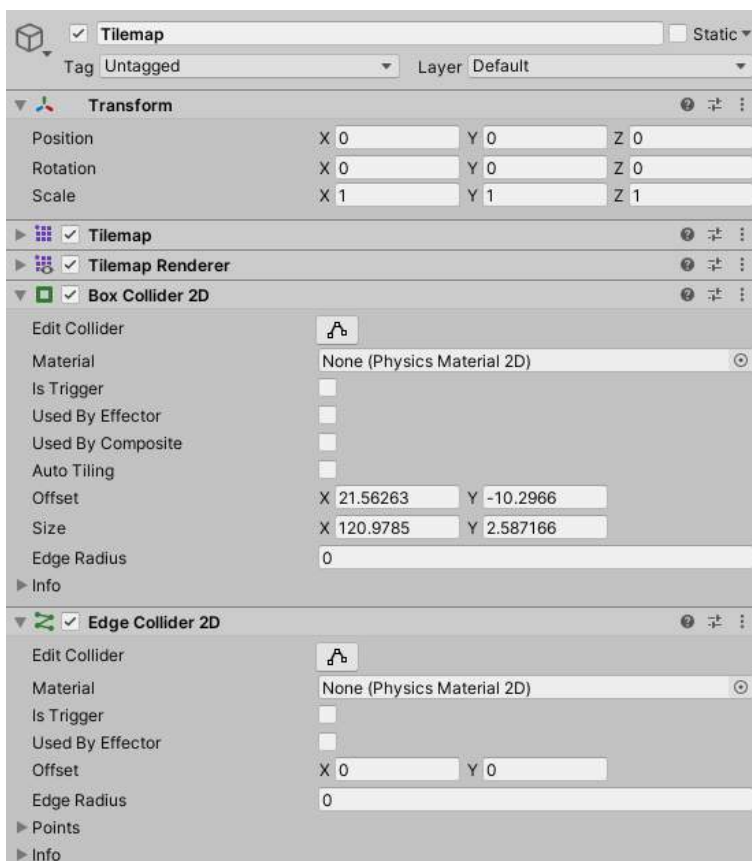 Tilemap Static
Tag Untagged Layer Default
Transform
Position X 0 Y 0 Z 0
Rotation X 0 Y 0 Z 0
Scale X 1 Y 1 Z 1
Tilemap
Tilemap Renderer
Box Collider 2D
Edit Collider
Material None (Physics Material 2D)
Is Trigger
Used By Effector
Used By Composite
Auto Tiling
Offset X 21.56263 Y -10.2966
Size X 120.9785 Y 2.587166
Edge Radius 0
Info
Edge Collider 2D
Edit Collider
Material None (Physics Material 2D)
Is Trigger
Used By Effector
Offset X 0 Y 0
Edge Radius 0
Points
Info